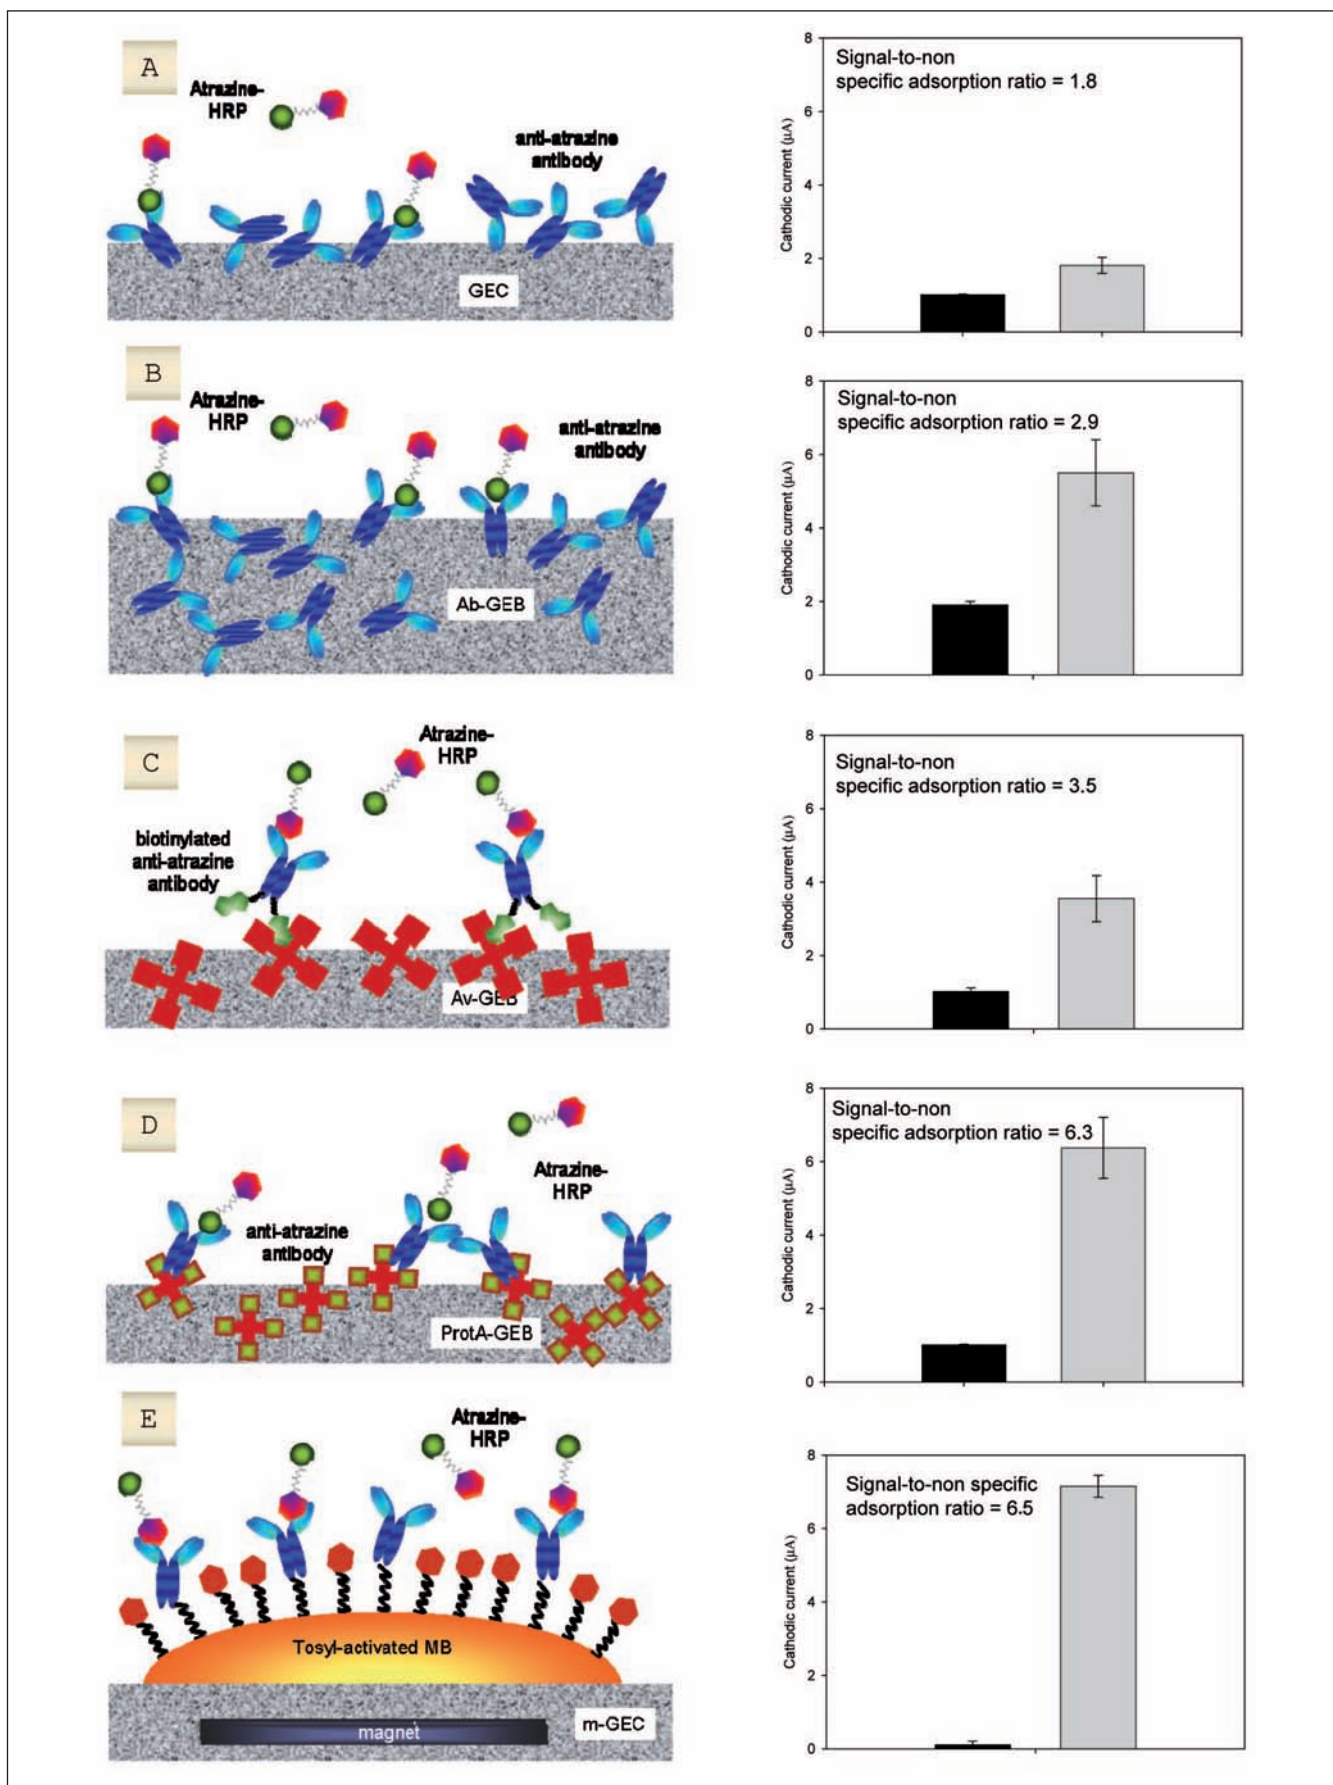 A
Atrazine-
HRP
anti-atrazine
antibody
GEC
Signal-to-non
specific adsorption ratio = 1.8
Cathodic current (µA)
8
6
4
2
0
B
Atrazine-
HRP
anti-atrazine
antibody
Ab-GEB
Signal-to-non
specific adsorption ratio = 2.9
Cathodic current (µA)
8
6
4
2
0
C
Atrazine-
HRP
biotinylated
anti-atrazine
antibody
Av-GEB
Signal-to-non
specific adsorption ratio = 3.5
Cathodic current (µA)
8
6
4
2
0
D
Atrazine-
HRP
anti-atrazine
antibody
ProtA-GEB
Signal-to-non
specific adsorption ratio = 6.3
Cathodic current (µA)
8
6
4
2
0
E
Atrazine-
HRP
Tosyl-activated MB
m-GEC
magnet
Signal-to-non specific
adsorption ratio = 6.5
Cathodic current (µA)
8
6
4
2
0